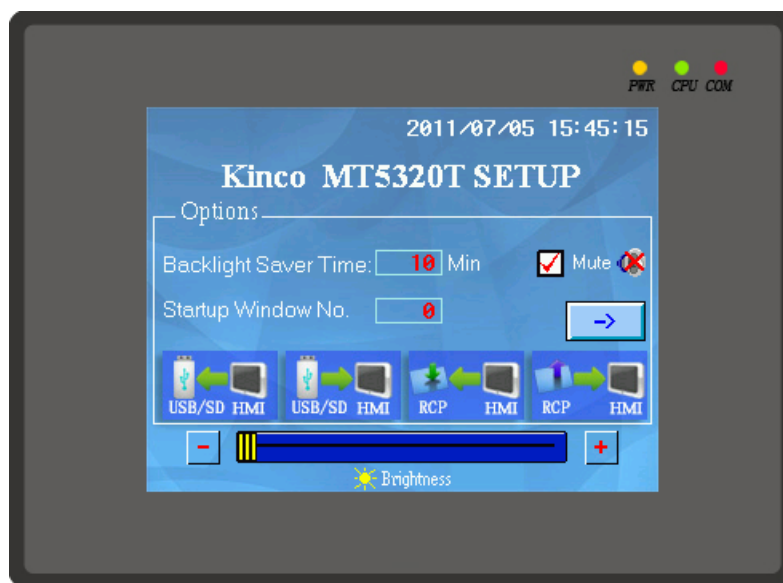 PWR CPU COM
2011/07/05 15:45:15
Kinco MT5320T SETUP
Options
Backlight Saver Time: 10 Min Mute
Startup Window No. 0
->
USB/SD HMI USB/SD HMI RCP HMI RCP HMI
- +
Brightness